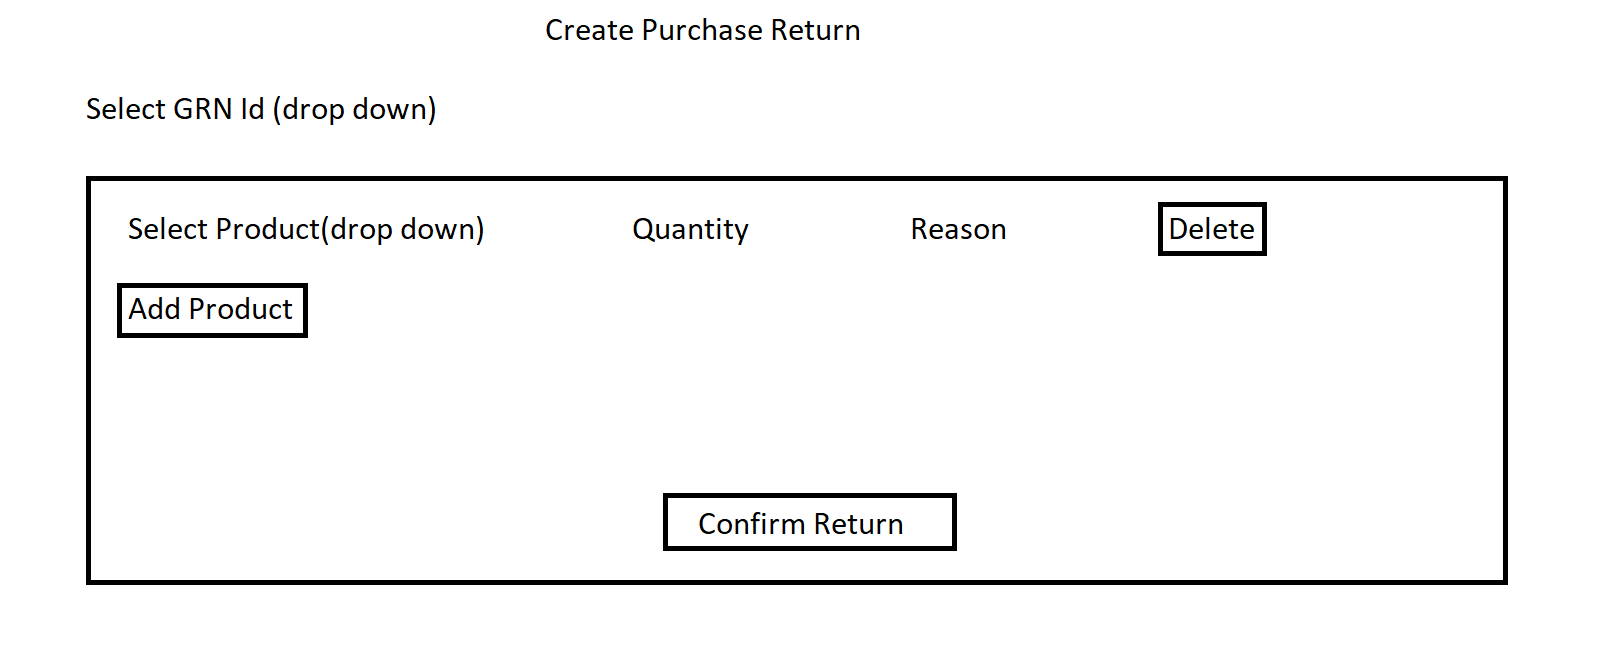 Create Purchase Return
Select GRN Id (drop down)
Select Product(drop down) Quantity Reason Delete
Add Product
Confirm Return